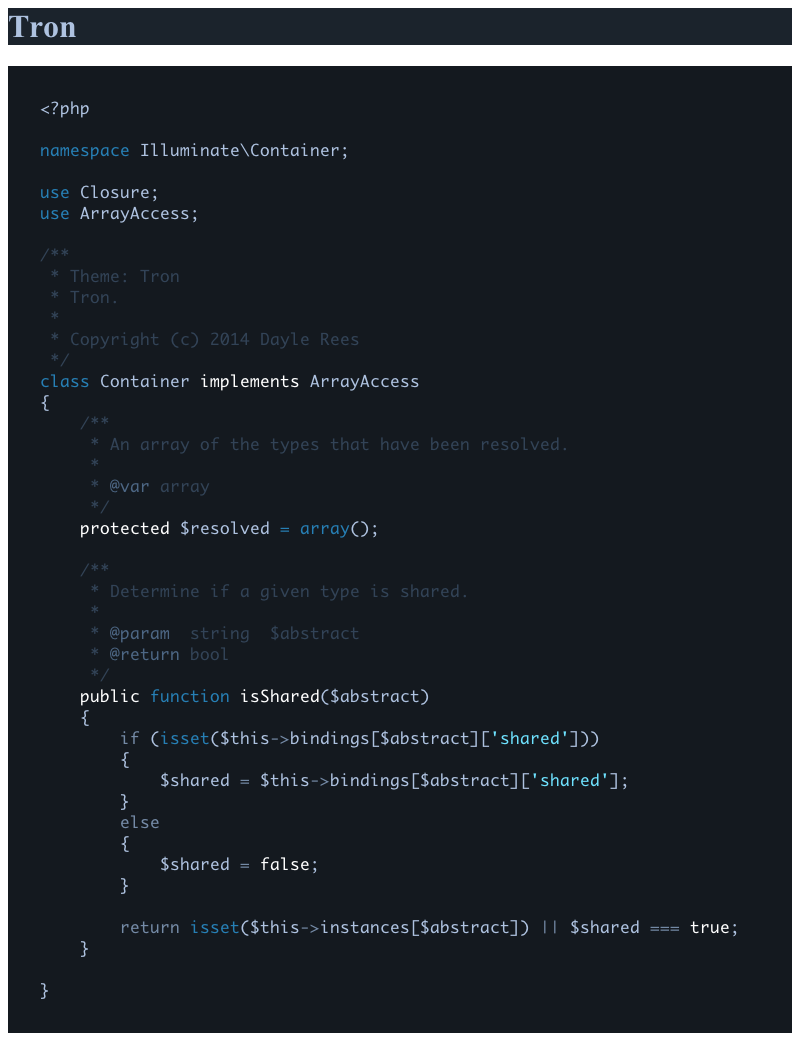 Tron
<?php
namespace Illuminate\Container;
use Closure;
use ArrayAccess;
/**
 * Theme: Tron
 * Tron.
 *
 * Copyright (c) 2014 Dayle Rees
 */
class Container implements ArrayAccess
{
    /**
     * An array of the types that have been resolved.
     *
     * @var array
     */
    protected $resolved = array();
    /**
     * Determine if a given type is shared.
     *
     * @param  string  $abstract
     * @return bool
     */
    public function isShared($abstract)
    {
        if (isset($this->bindings[$abstract]['shared']))
        {
            $shared = $this->bindings[$abstract]['shared'];
        }
        else
        {
            $shared = false;
        }
        return isset($this->instances[$abstract]) || $shared === true;
    }
}